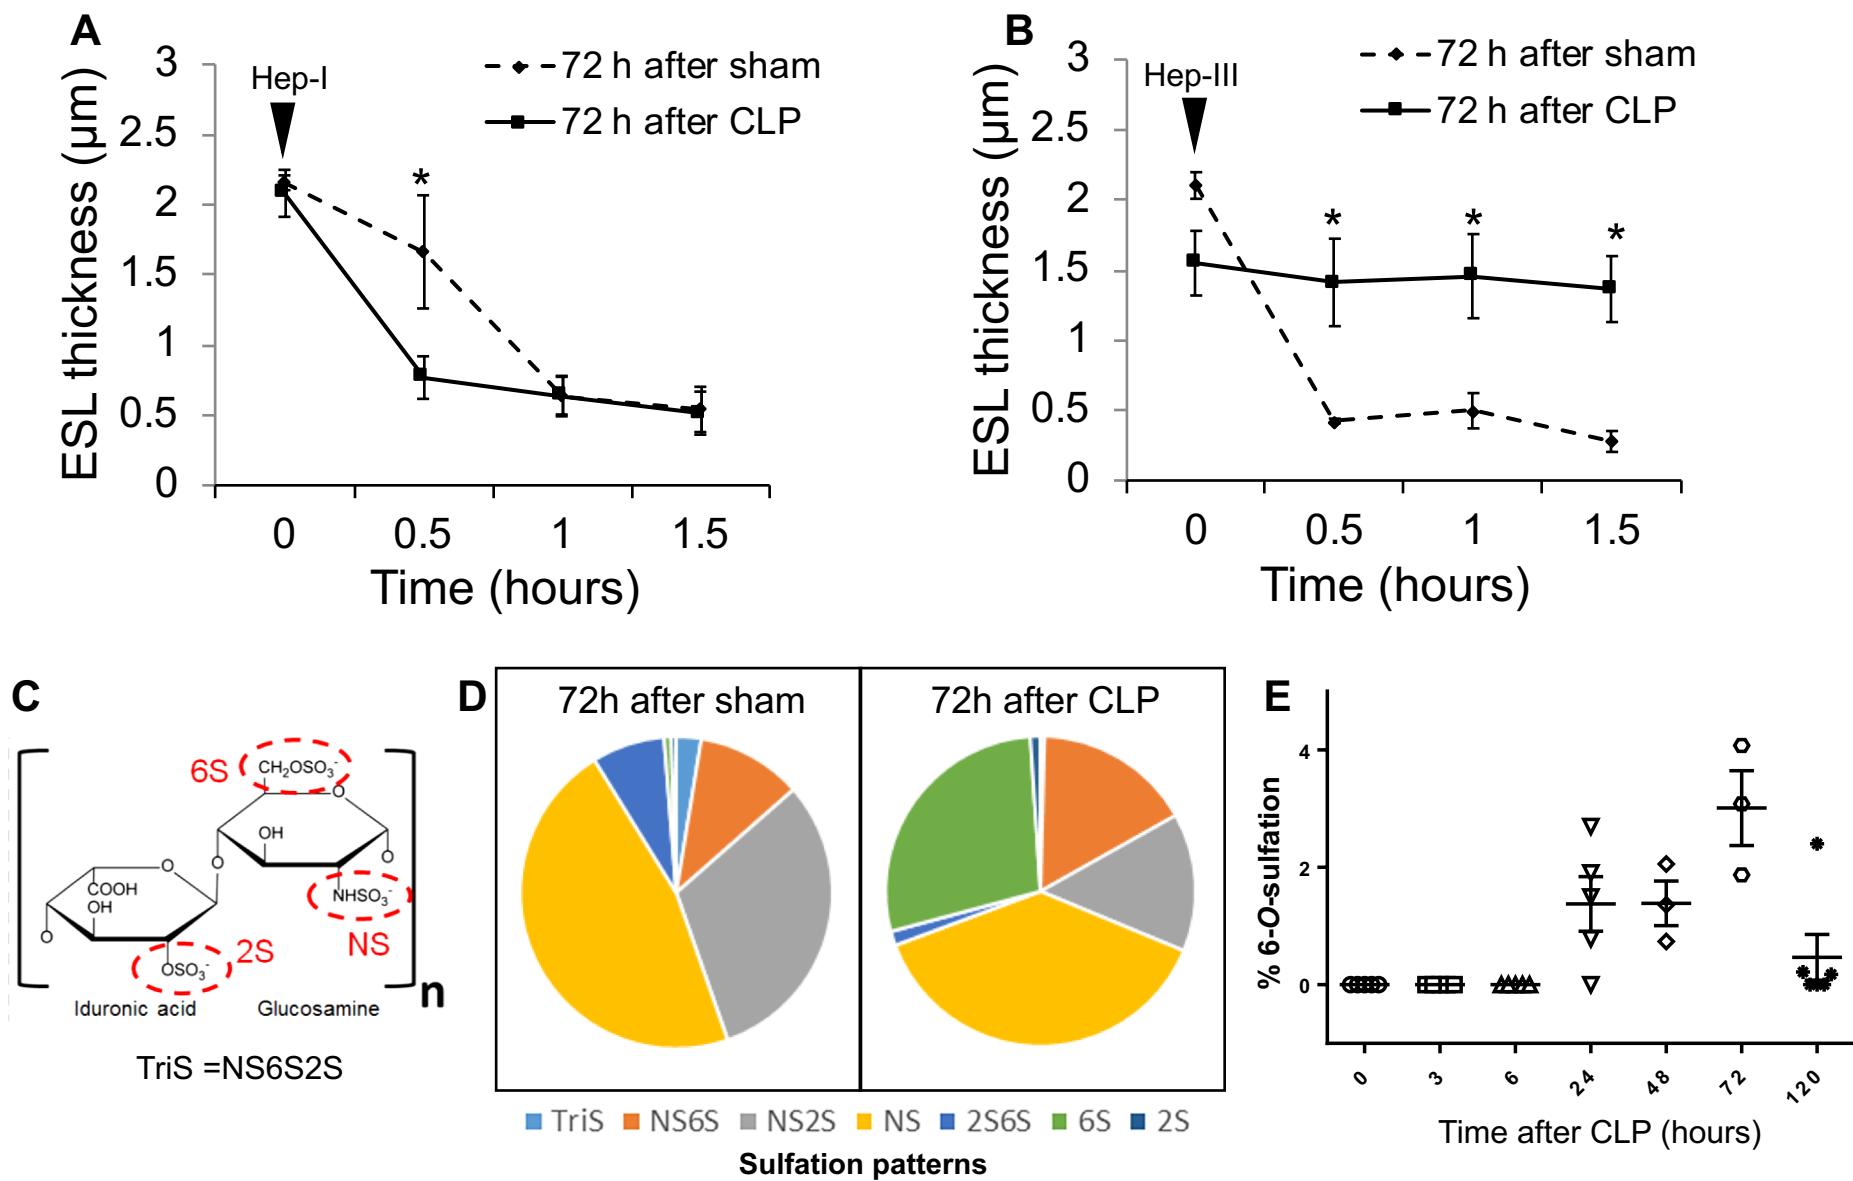 A
Hep-I
72 h after sham
72 h after CLP
ESL thickness (μm)
3
2.5
2
1.5
1
0.5
0
*
0
0.5
1
1.5
Time (hours)
B
Hep-III
72 h after sham
72 h after CLP
ESL thickness (μm)
3
2.5
2
1.5
1
0.5
0
*
*
*
0
0.5
1
1.5
Time (hours)
C
6S
CH₂OSO₃⁻
O
OH
O
O
COOH
OH
O
O
NHSO₃⁻
NS
2S
OSO₃⁻
n
Iduronic acid
Glucosamine
TriS =NS6S2S
D
72h after sham
72h after CLP
TriS
NS6S
NS2S
NS
2S6S
6S
2S
Sulfation patterns
E
% 6-O-sulfation
4
2
0
0
3
6
24
48
72
120
Time after CLP (hours)